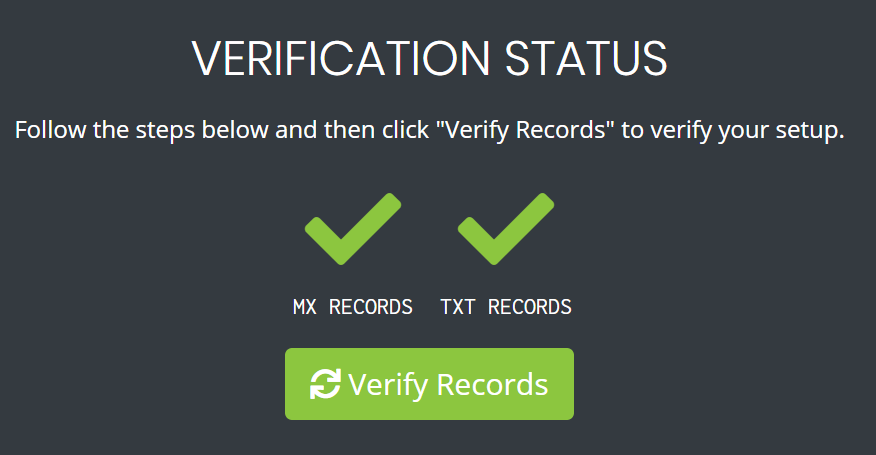 VERIFICATION STATUS
Follow the steps below and then click "Verify Records" to verify your setup.
MX RECORDS TXT RECORDS
Verify Records